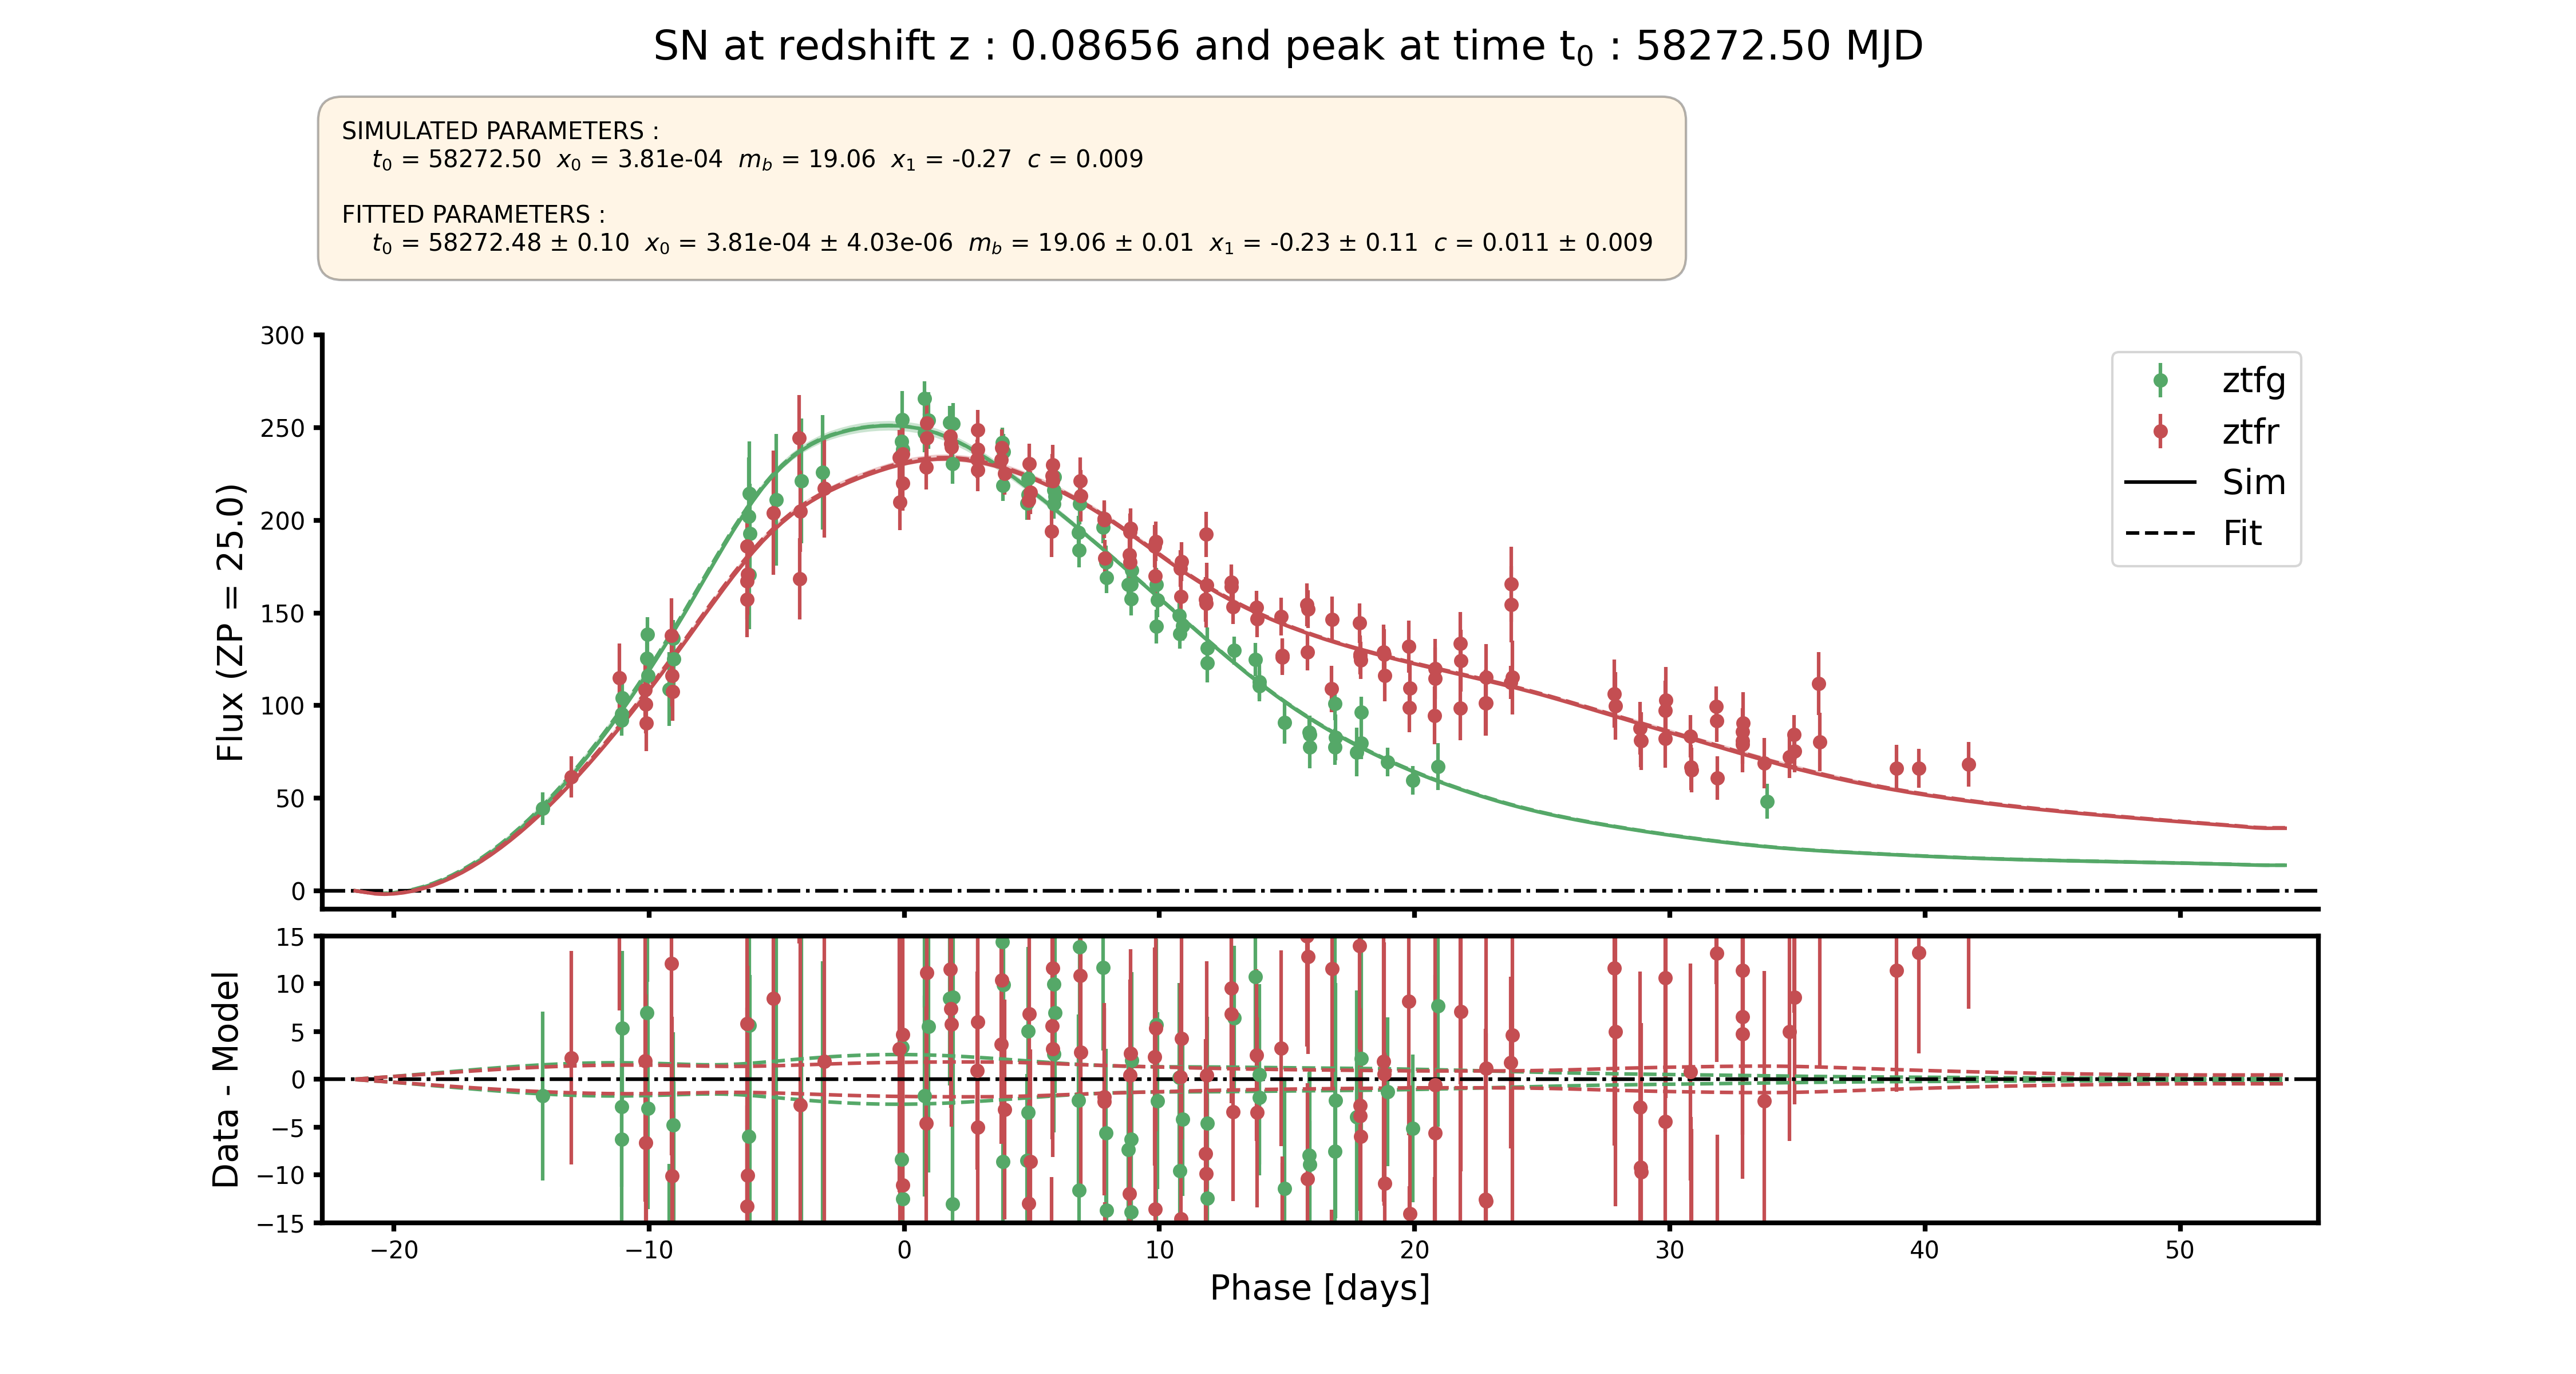 SN at redshift z : 0.08656 and peak at time t₀ : 58272.50 MJD
SIMULATED PARAMETERS :
t₀ = 58272.50 x₀ = 3.81e-04 m_b = 19.06 x₁ = -0.27 c = 0.009
FITTED PARAMETERS :
t₀ = 58272.48 ± 0.10 x₀ = 3.81e-04 ± 4.03e-06 m_b = 19.06 ± 0.01 x₁ = -0.23 ± 0.11 c = 0.011 ± 0.009
300
250
200
150
100
50
0
Flux (ZP = 25.0)
ztfg
ztfr
Sim
Fit
15
10
5
0
−5
−10
−15
Data - Model
−20 −10 0 10 20 30 40 50
Phase [days]